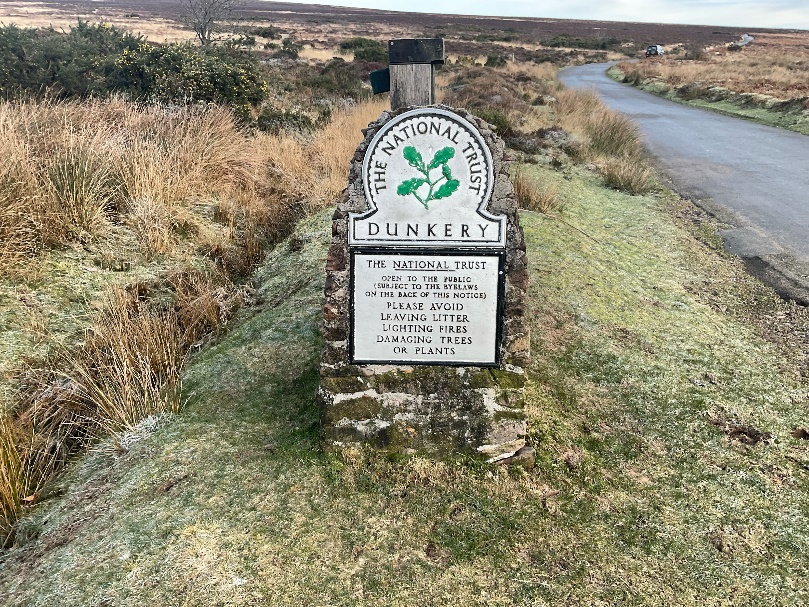 THE NATIONAL TRUST
DUNKERY
THE NATIONAL TRUST
OPEN TO THE PUBLIC
(SUBJECT TO THE BYELAWS
ON THE BACK OF THIS NOTICE)
PLEASE AVOID
LEAVING LITTER
LIGHTING FIRES
DAMAGING TREES
OR PLANTS